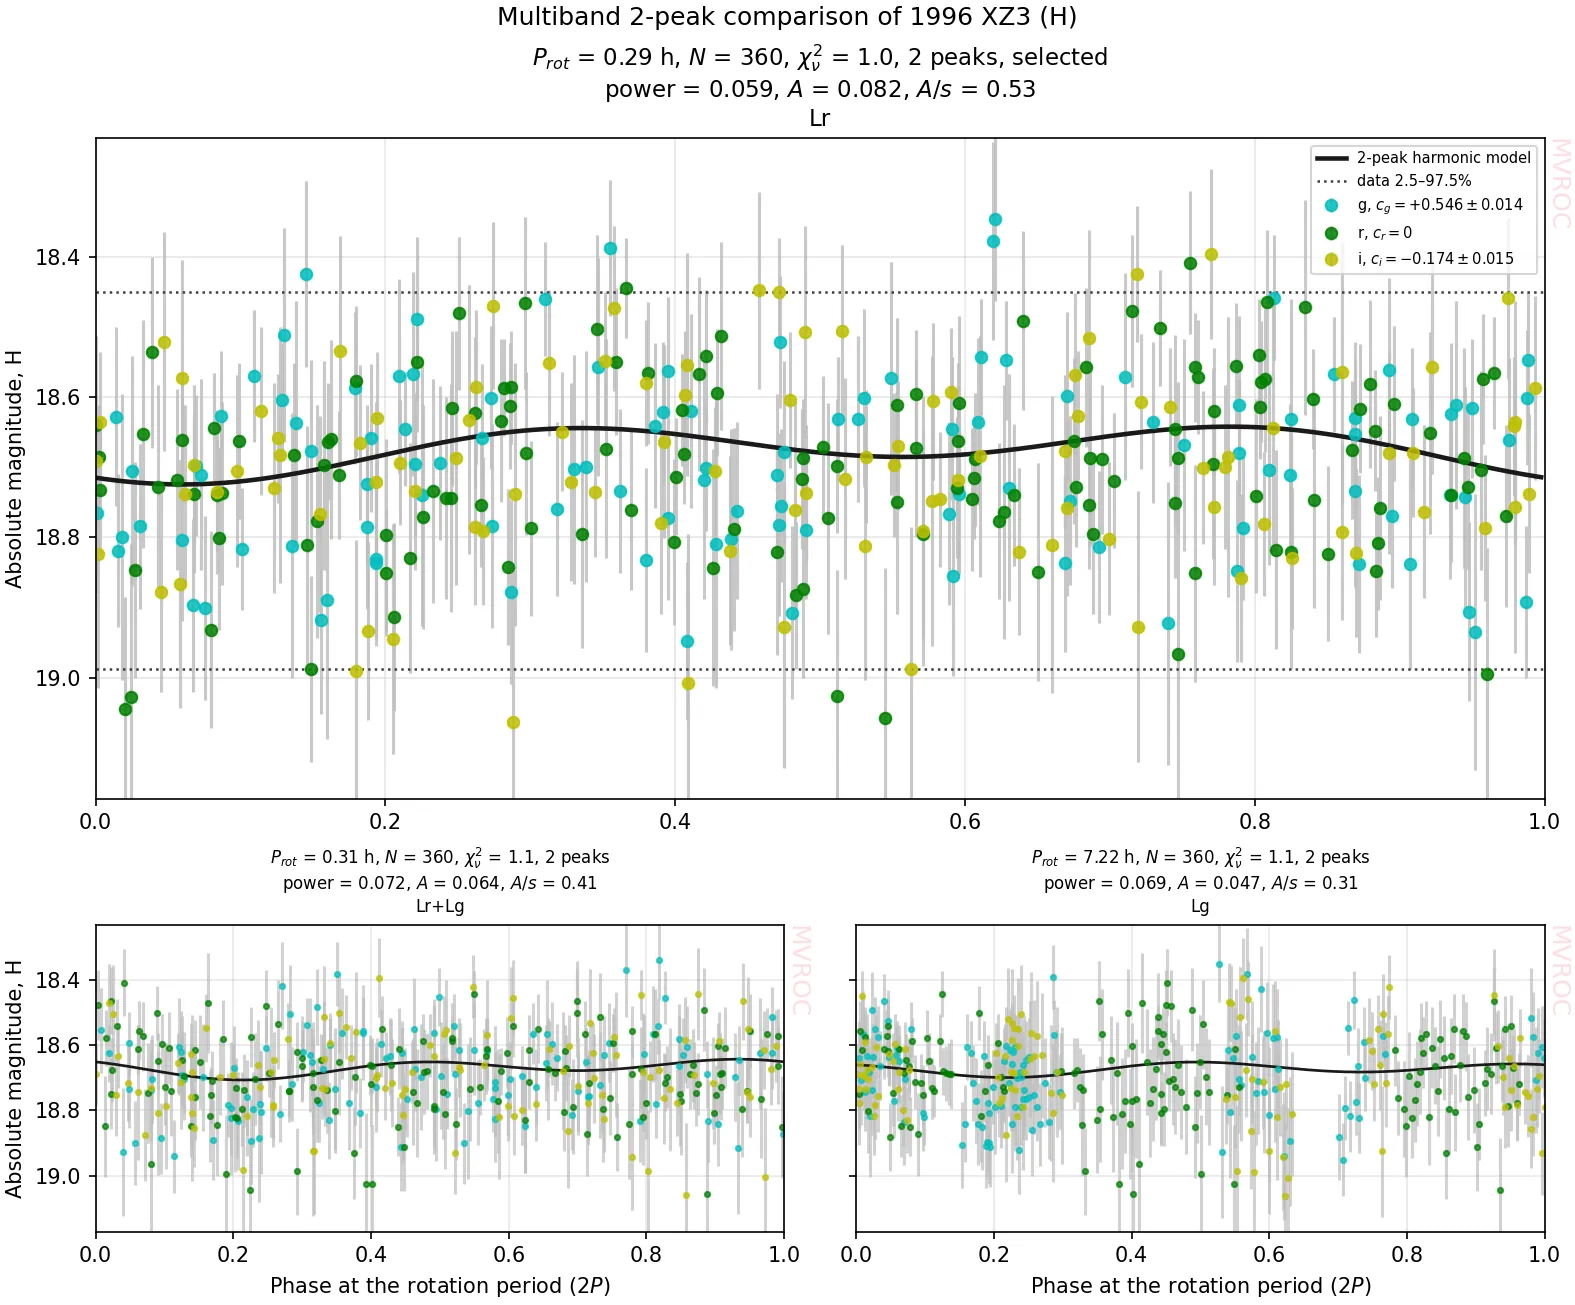 Multiband 2-peak comparison of 1996 XZ3 (H)
P_rot = 0.29 h, N = 360, χ²_ν = 1.0, 2 peaks, selected
power = 0.059, A = 0.082, A/s = 0.53
Lr
Absolute magnitude, H
18.4
18.6
18.8
19.0
0.0 0.2 0.4 0.6 0.8 1.0
2-peak harmonic model
data 2.5–97.5%
g, c_g = +0.546 ± 0.014
r, c_r = 0
i, c_i = −0.174 ± 0.015
MVROC
P_rot = 0.31 h, N = 360, χ²_ν = 1.1, 2 peaks
power = 0.072, A = 0.064, A/s = 0.41
Lr+Lg
Absolute magnitude, H
18.4
18.6
18.8
19.0
0.0 0.2 0.4 0.6 0.8 1.0
Phase at the rotation period (2P)
MVROC
P_rot = 7.22 h, N = 360, χ²_ν = 1.1, 2 peaks
power = 0.069, A = 0.047, A/s = 0.31
Lg
0.0 0.2 0.4 0.6 0.8 1.0
Phase at the rotation period (2P)
MVROC